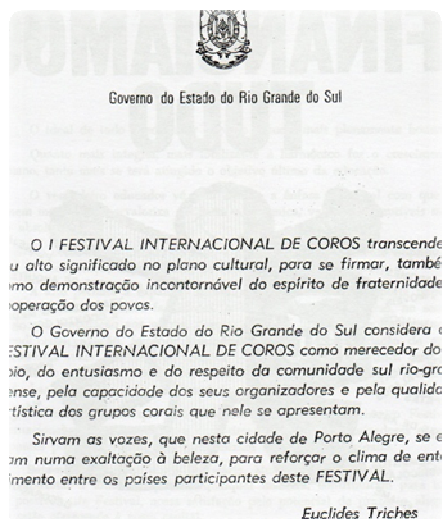 Governo do Estado do Rio Grande do Sul
O I FESTIVAL INTERNACIONAL DE COROS transcende
u alto significado no plano cultural, para se firmar, també
omo demonstração incontornável do espírito de fraternidade
ooperação dos povos.
O Governo do Estado do Rio Grande do Sul considera
ESTIVAL INTERNACIONAL DE COROS como merecedor do
oio, do entusiasmo e do respeito da comunidade sul rio-gra
ense, pela capacidade dos seus organizadores e pela qualida
rtística dos grupos corais que nele se apresentam.
Sirvam as vozes, que nesta cidade de Porto Alegre, se e
am numa exaltação à beleza, para reforçar o clima de ent
imento entre os países participantes deste FESTIVAL.
Euclides Triches